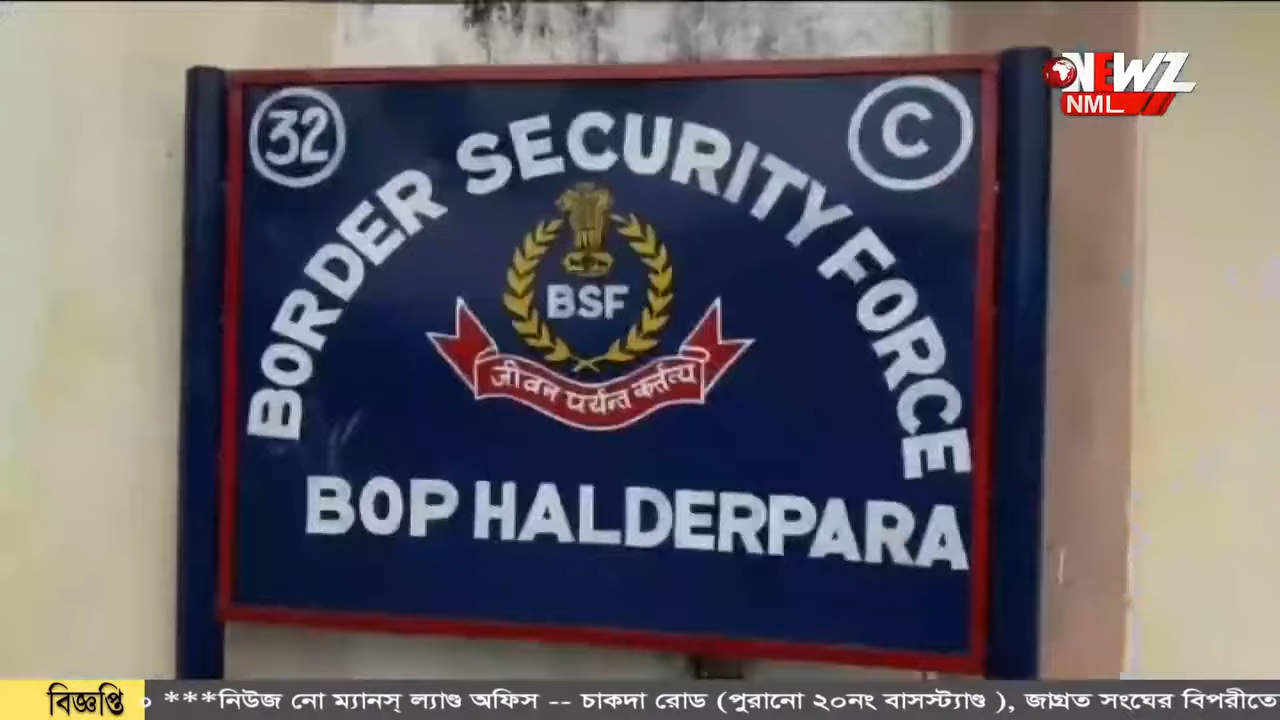 NEWZ
NML
32
C
BORDER SECURITY FORCE
BSF
जीवन पर्यन्त कर्तव्य
BOP HALDERPARA
বিজ্ঞপ্তি
***নিউজ নো ম্যানস্ ল্যাণ্ড অফিস -- চাকদা রোড (পুরানো ২০নং বাসস্ট্যাণ্ড ), জাগ্রত সংঘের বিপরীতে